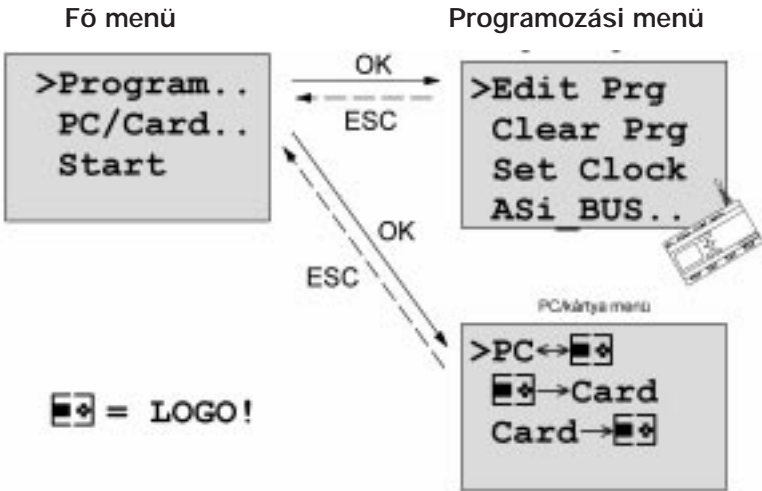 Fõ menü
Programozási menü
>Program..
PC/Card..
Start
OK
ESC
>Edit Prg
Clear Prg
Set Clock
ASi_BUS..
OK
ESC
PC/kártya menü
>PC↔
→Card
Card→
= LOGO!